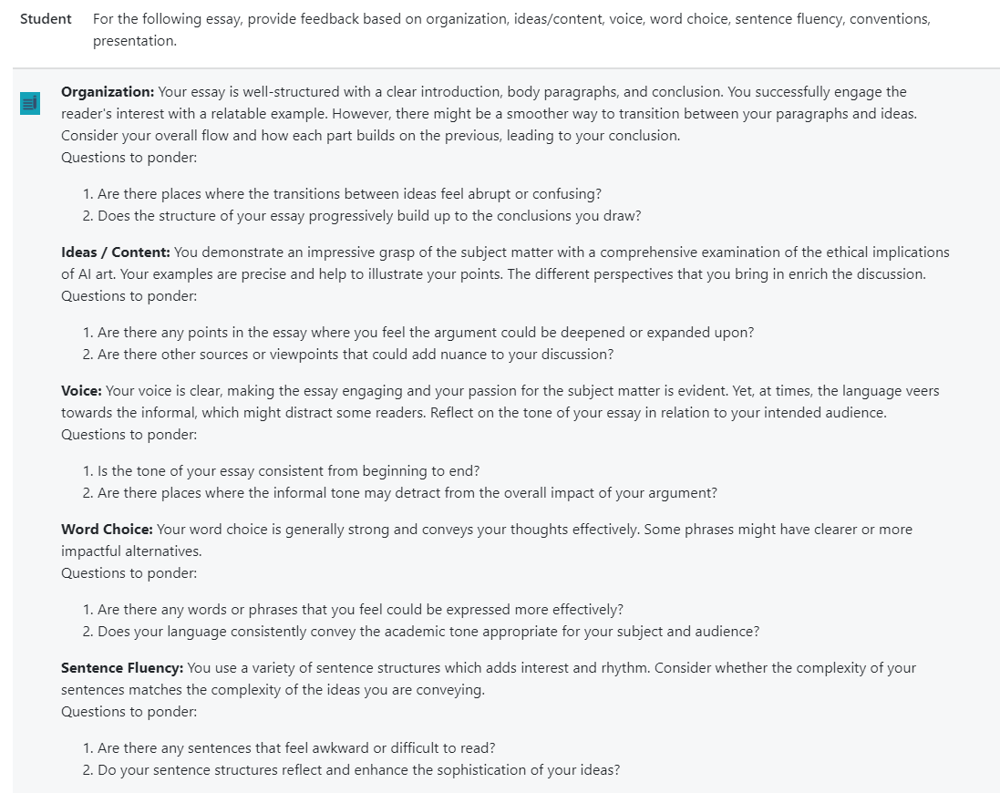 Student For the following essay, provide feedback based on organization, ideas/content, voice, word choice, sentence fluency, conventions,
presentation.
Organization: Your essay is well-structured with a clear introduction, body paragraphs, and conclusion. You successfully engage the
reader's interest with a relatable example. However, there might be a smoother way to transition between your paragraphs and ideas.
Consider your overall flow and how each part builds on the previous, leading to your conclusion.
Questions to ponder:
1. Are there places where the transitions between ideas feel abrupt or confusing?
2. Does the structure of your essay progressively build up to the conclusions you draw?
Ideas / Content: You demonstrate an impressive grasp of the subject matter with a comprehensive examination of the ethical implications
of AI art. Your examples are precise and help to illustrate your points. The different perspectives that you bring in enrich the discussion.
Questions to ponder:
1. Are there any points in the essay where you feel the argument could be deepened or expanded upon?
2. Are there other sources or viewpoints that could add nuance to your discussion?
Voice: Your voice is clear, making the essay engaging and your passion for the subject matter is evident. Yet, at times, the language veers
towards the informal, which might distract some readers. Reflect on the tone of your essay in relation to your intended audience.
Questions to ponder:
1. Is the tone of your essay consistent from beginning to end?
2. Are there places where the informal tone may detract from the overall impact of your argument?
Word Choice: Your word choice is generally strong and conveys your thoughts effectively. Some phrases might have clearer or more
impactful alternatives.
Questions to ponder:
1. Are there any words or phrases that you feel could be expressed more effectively?
2. Does your language consistently convey the academic tone appropriate for your subject and audience?
Sentence Fluency: You use a variety of sentence structures which adds interest and rhythm. Consider whether the complexity of your
sentences matches the complexity of the ideas you are conveying.
Questions to ponder:
1. Are there any sentences that feel awkward or difficult to read?
2. Do your sentence structures reflect and enhance the sophistication of your ideas?